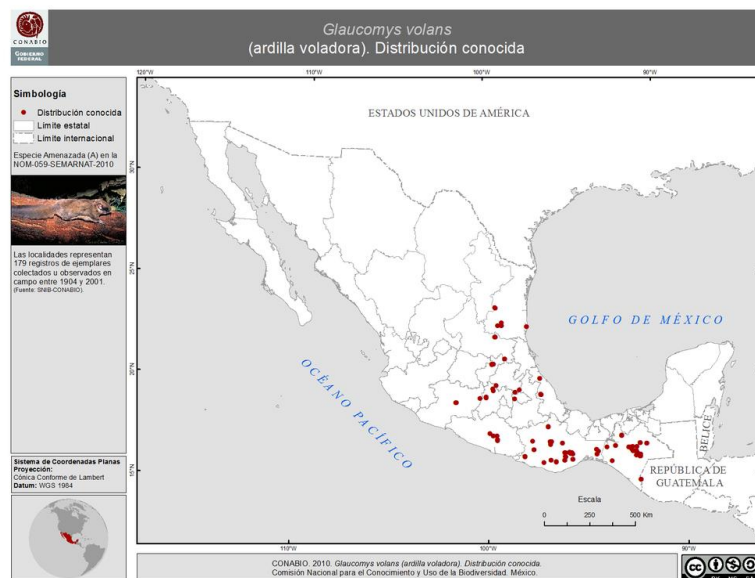 CONABIO
GOBIERNO
FEDERAL
Glaucomys volans
(ardilla voladora). Distribución conocida
Simbología
Distribución conocida
Límite estatal
Límite internacional
Especie Amenazada (A) en la
NOM-059-SEMARNAT-2010
Las localidades representan
179 registros de ejemplares
colectados u observados en
campo entre 1904 y 2001.
(Fuente: SNIB-CONABIO)
Sistema de Coordenadas Planas
Proyección:
Cónica Conforme de Lambert
Datum: WGS 1984
120°W
110°W
100°W
90°W
30°N
25°N
20°N
15°N
ESTADOS UNIDOS DE AMÉRICA
GOLFO DE MÉXICO
OCÉANO PACÍFICO
BELICE
REPÚBLICA DE
GUATEMALA
Escala
0 250 500 Km
110°W
100°W
90°W
CONABIO. 2010. Glaucomys volans (ardilla voladora). Distribución conocida.
Comisión Nacional para el Conocimiento y Uso de la Biodiversidad. México.
cc